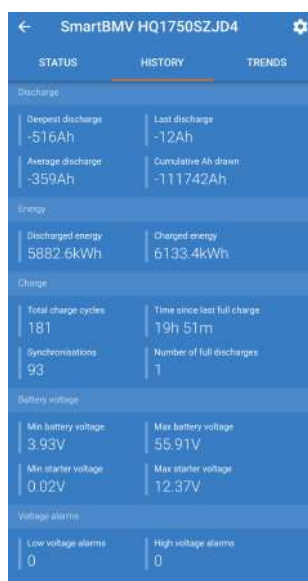 SmartBMV HQ1750SZJD4
STATUS HISTORY TRENDS
Discharge
Deepest discharge Last discharge
-516Ah -12Ah
Average discharge Cumulative Ah drawn
-359Ah -111742Ah
Energy
Discharged energy Charged energy
5882.6kWh 6133.4kWh
Charge
Total charge cycles Time since last full charge
181 19h 51m
Synchronisations Number of full discharges
93 1
Battery voltage
Min battery voltage Max battery voltage
3.93V 55.91V
Min starter voltage Max starter voltage
0.02V 12.37V
Voltage alarms
Low voltage alarms High voltage alarms
0 0